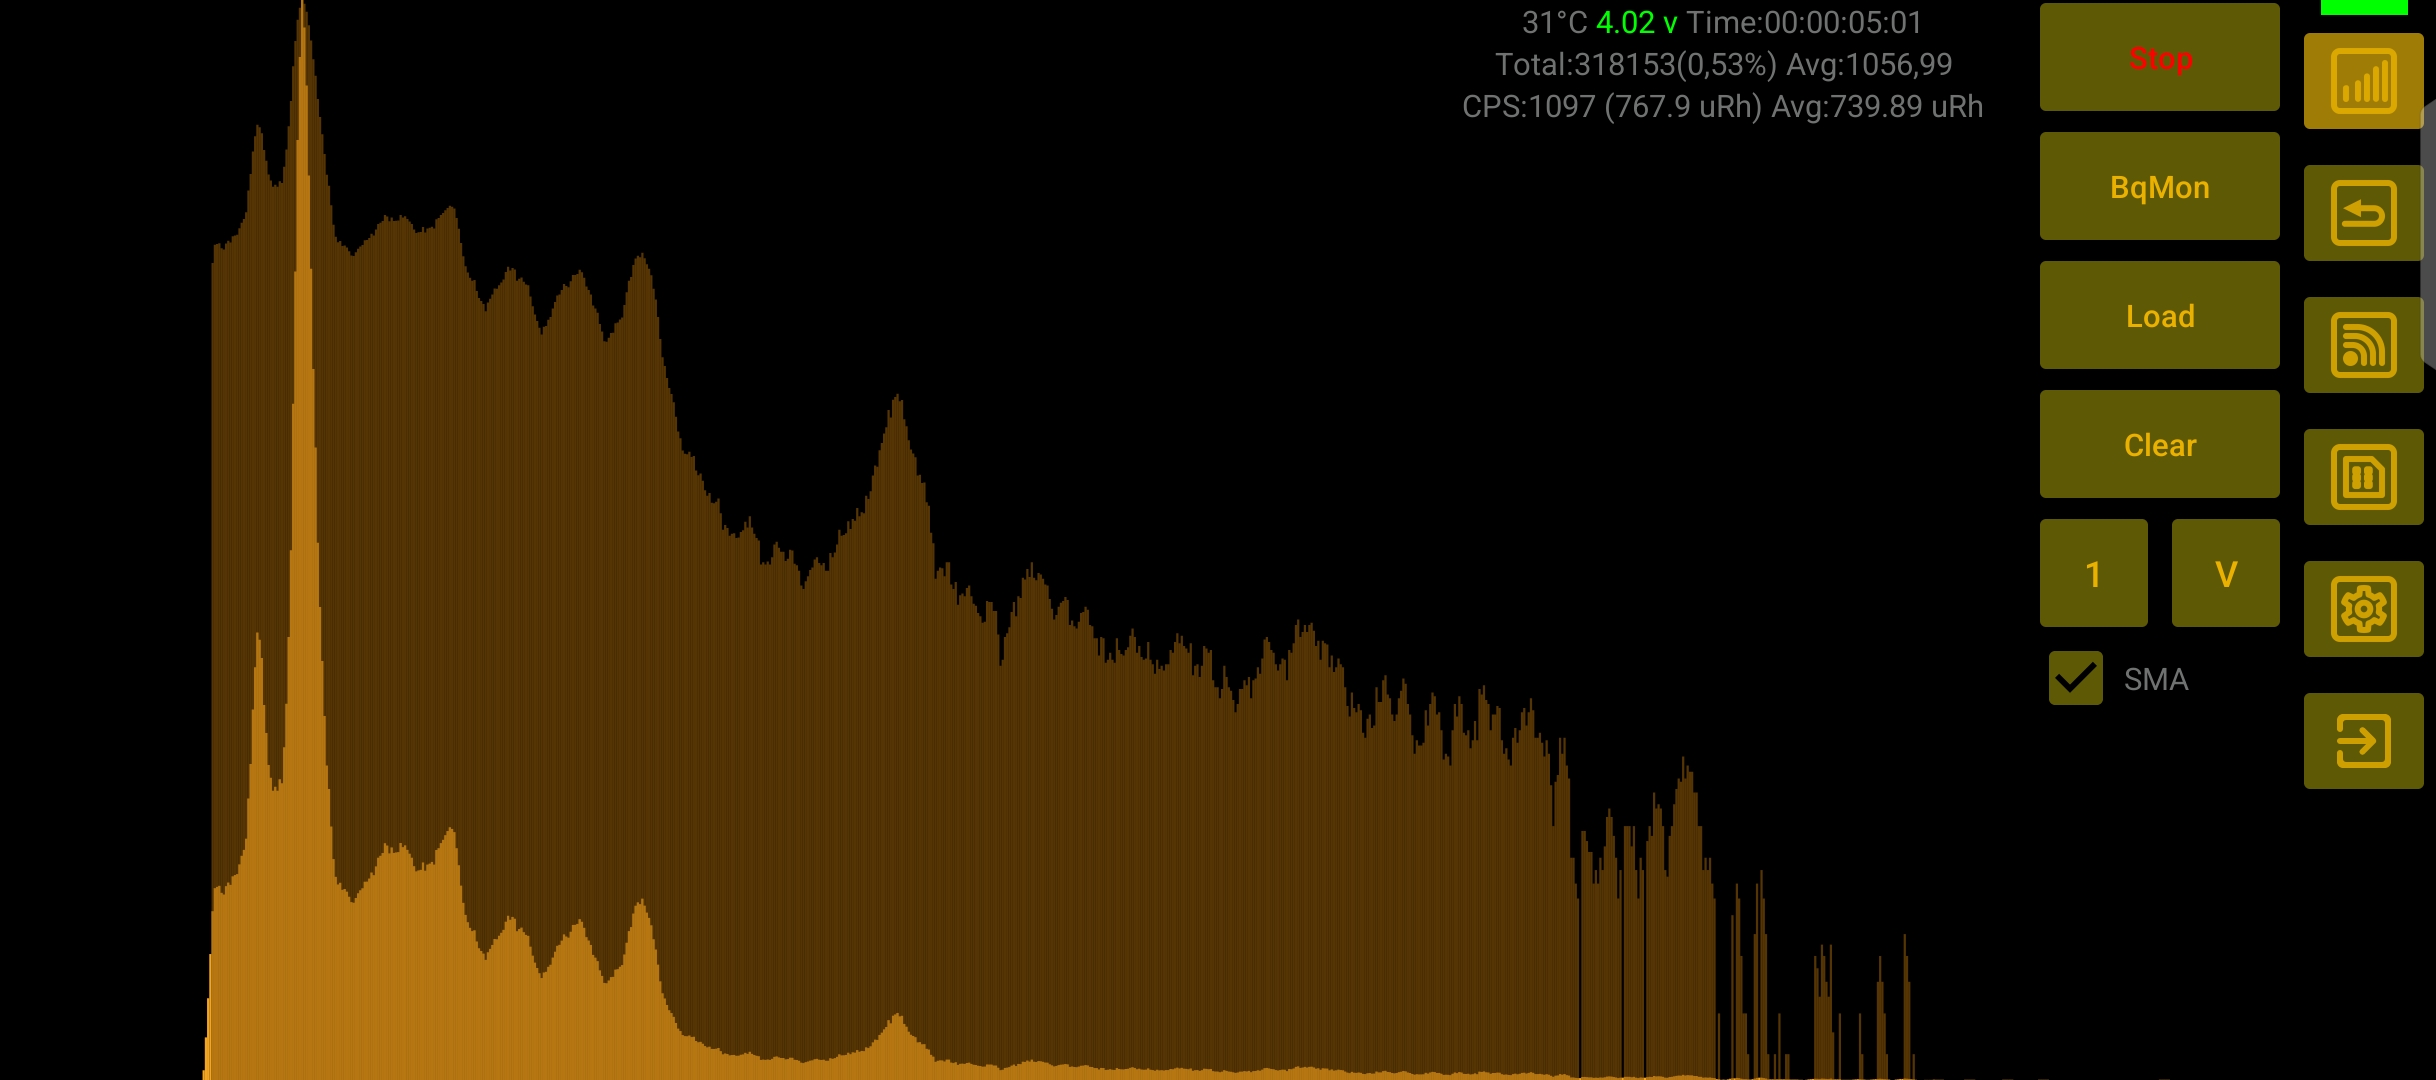 31°C 4.02 v Time:00:00:05:01
Total:318153(0,53%) Avg:1056,99
CPS:1097 (767.9 uRh) Avg:739.89 uRh
Stop
BqMon
Load
Clear
1 V
SMA